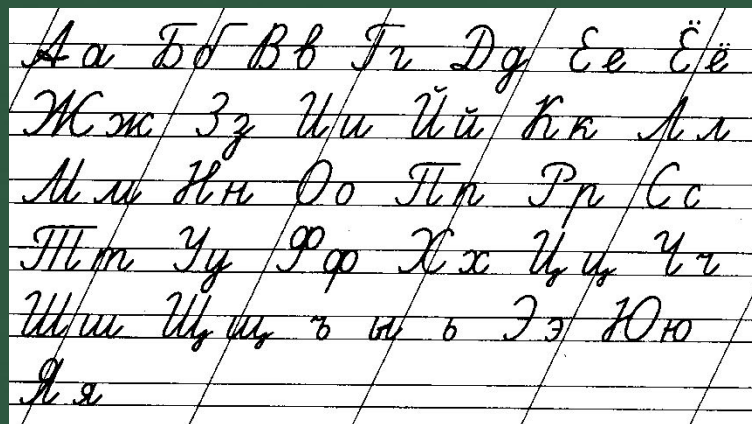 Аа Бб Вв Гг Дд Ее Ёё
Жж Зз Ии Йй Кк Лл
Мм Нн Оо Пп Рр Сс
Тт Уу Фф Хх Цц Чч
Шш Щщ ъ ы ь Ээ Юю
Яя